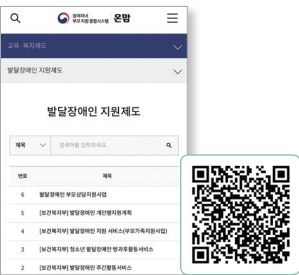 장애자녀
부모 지원 종합시스템 온맘
교육·복지제도
발달장애인 지원제도
발달장애인 지원제도
제목 검색어를 입력하세요.
번호 제목
6 발달장애인 부모상담지원사업
5 [보건복지부] 발달장애인 개인별지원계획
4 [보건복지부] 발달장애인 지원 서비스(부모가족지원사업)
3 [보건복지부] 청소년 발달장애인 방과후활동서비스
2 [보건복지부] 발달장애인 주간활동서비스